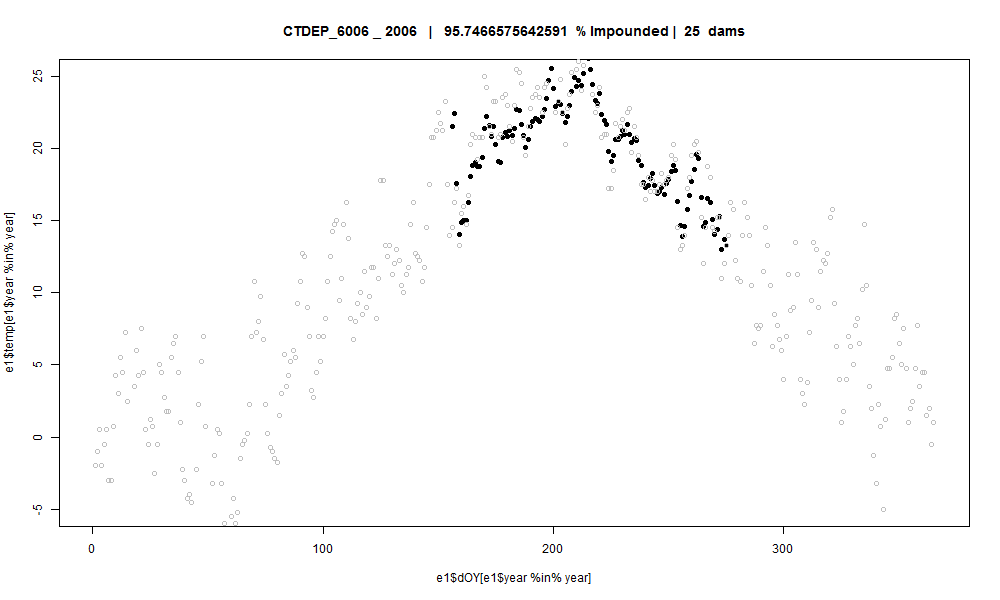 CTDEP_6006 _ 2006 | 95.7466575642591 % Impounded | 25 dams
e1$temp[e1$year %in% year]
25
20
15
10
5
0
-5
0 100 200 300
e1$dOY[e1$year %in% year]